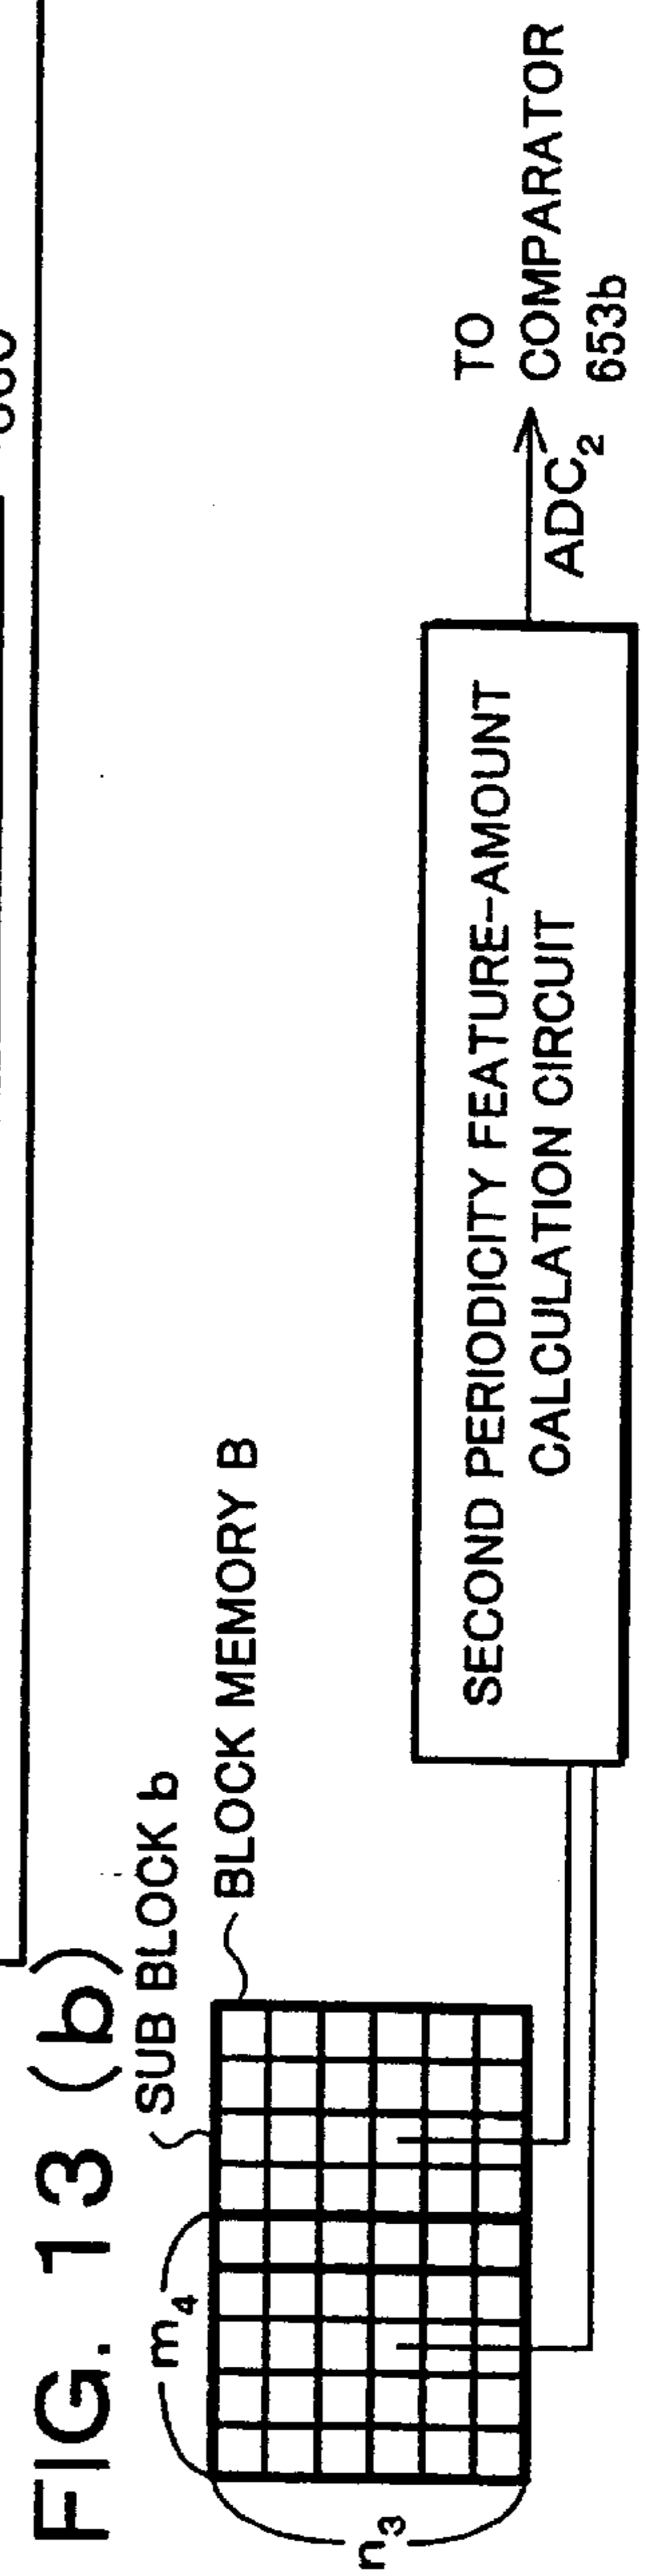 FIG. 13 (b)
SUB BLOCK b
BLOCK MEMORY B
m4
n3
SECOND PERIODICITY FEATURE-AMOUNT
CALCULATION CIRCUIT
ADC2
TO
COMPARATOR
653b